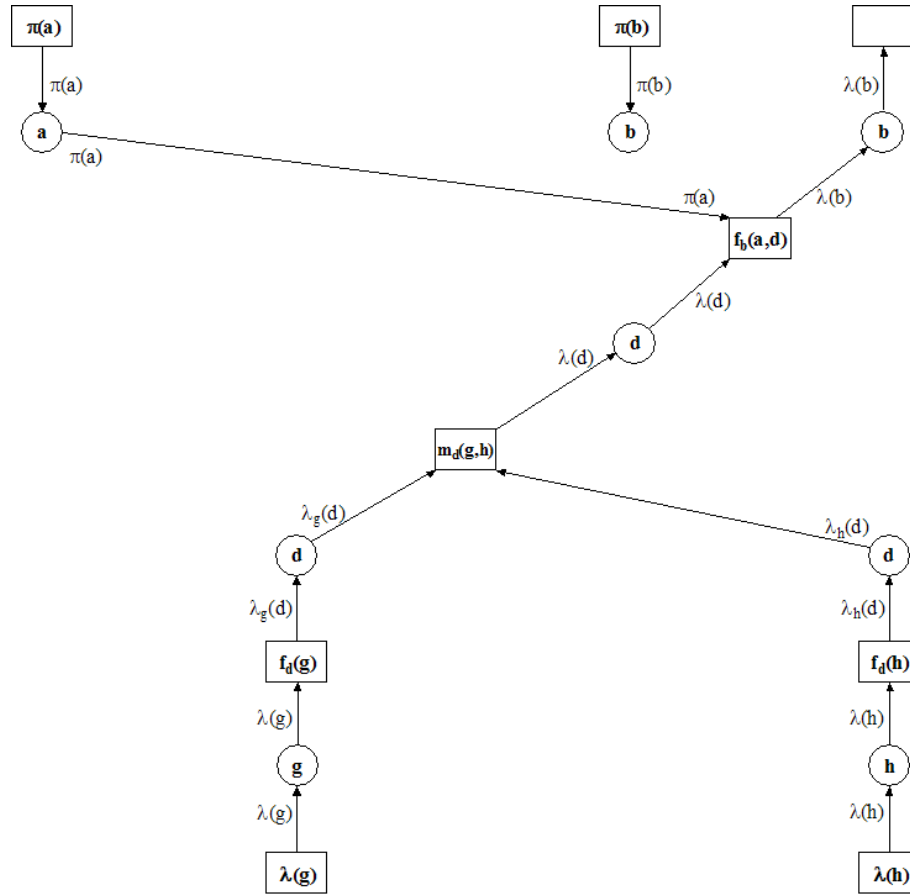 π(a)
π(b)
π(a)
π(b)
λ(b)
a
b
b
π(a)
π(a)
λ(b)
f_b(a,d)
λ(d)
d
λ(d)
m_d(g,h)
λ_g(d)
λ_h(d)
d
d
λ_g(d)
λ_h(d)
f_d(g)
f_d(h)
λ(g)
λ(h)
g
h
λ(g)
λ(h)
λ(g)
λ(h)